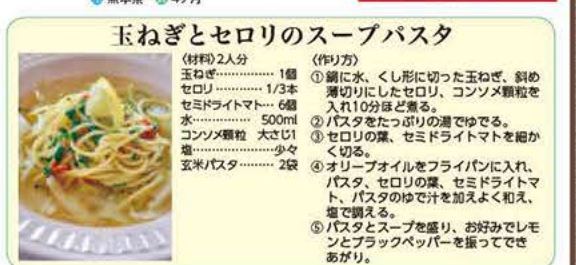 熊本県 4ヶ月
玉ねぎとセロリのスープパスタ
〈材料〉2人分
玉ねぎ…………… 1個
セロリ…………… 1/3本
セミドライトマト… 6個
水……………… 500ml
コンソメ顆粒 大さじ1
塩………………少々
玄米パスタ……… 2袋
〈作り方〉
①鍋に水、くし形に切った玉ねぎ、斜め
薄切りにしたセロリ、コンソメ顆粒を
入れ10分ほど煮る。
②パスタをたっぷりの湯でゆでる。
③セロリの葉、セミドライトマトを細か
く切る。
④オリーブオイルをフライパンに入れ、
パスタ、セロリの葉、セミドライトマ
ト、パスタのゆで汁を加えよく和え、
塩で調える。
⑤パスタとスープを盛り、お好みでレモ
ンとブラックペッパーを振ってでき
あがり。